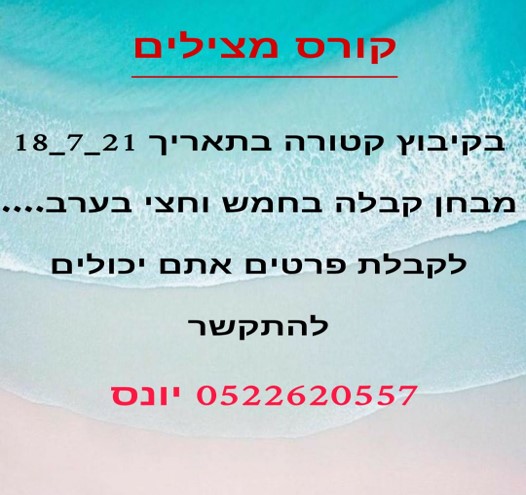 קורס מצילים
בקיבוץ קטורה בתאריך 18_7_21
מבחן קבלה בחמש וחצי בערב....
לקבלת פרטים אתם יכולים
להתקשר
0522620557 יונס